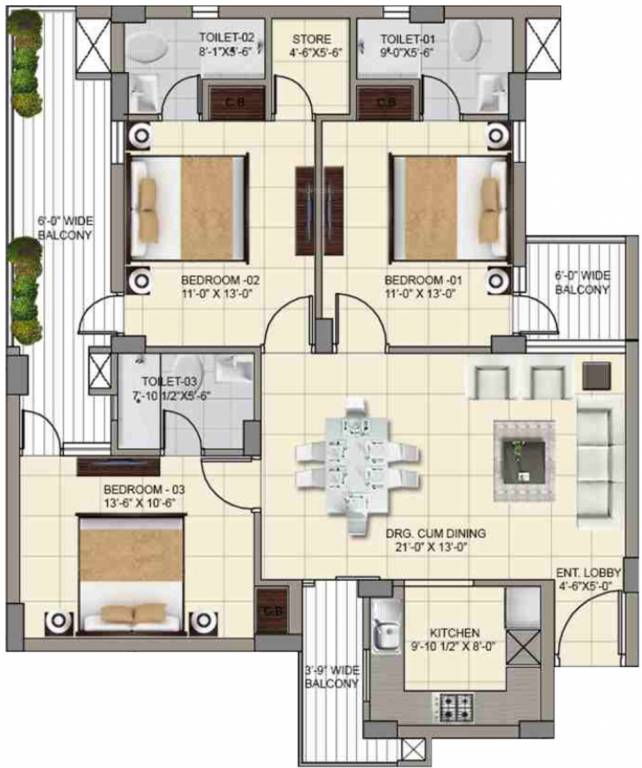 TOILET-02
8'-1"X5'-6"
STORE
4'-6"X5'-6"
TOILET-01
9'-0"X5'-6"
C.B
C.B
6'-0" WIDE
BALCONY
BEDROOM -02
11'-0" X 13'-0"
BEDROOM -01
11'-0" X 13'-0"
6'-0" WIDE
BALCONY
TOILET-03
7'-10 1/2"X5'-6"
BEDROOM - 03
13'-6" X 10'-6"
DRG. CUM DINING
21'-0" X 13'-0"
ENT. LOBBY
4'-6"X5'-0"
C.B
KITCHEN
9'-10 1/2" X 8'-0"
3'-9" WIDE
BALCONY